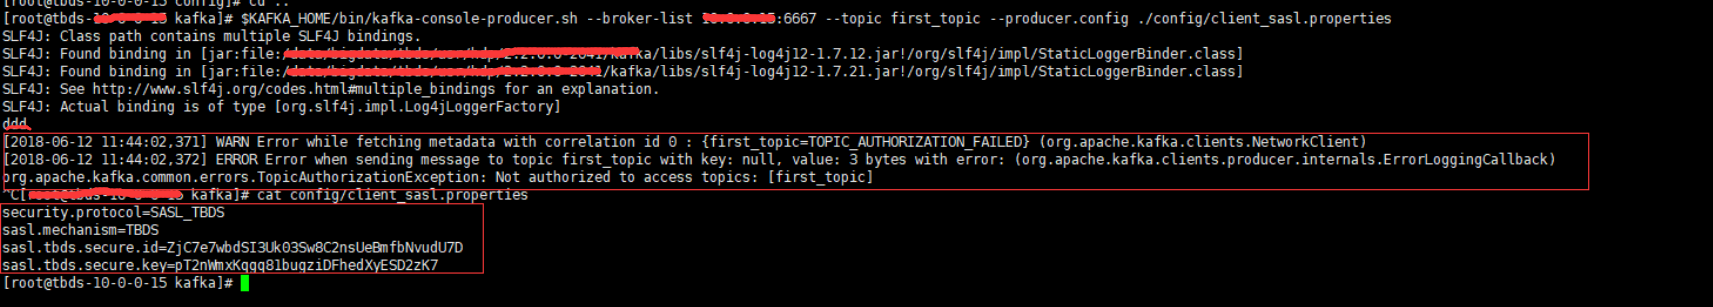 [root@tbds-10-0-0-15 config]# cd ..
kafka]# $KAFKA_HOME/bin/kafka-console-producer.sh --broker-list :6667 --topic first_topic --producer.config ./config/client_sasl.properties
SLF4J: Class path contains multiple SLF4J bindings.
SLF4J: Found binding in [jar:file:/kafka/libs/slf4j-log4j12-1.7.12.jar!/org/slf4j/impl/StaticLoggerBinder.class]
SLF4J: Found binding in [jar:file:/kafka/libs/slf4j-log4j12-1.7.21.jar!/org/slf4j/impl/StaticLoggerBinder.class]
SLF4J: See http://www.slf4j.org/codes.html#multiple_bindings for an explanation.
SLF4J: Actual binding is of type [org.slf4j.impl.Log4jLoggerFactory]
ddd
[2018-06-12 11:44:02,371] WARN Error while fetching metadata with correlation id 0 : {first_topic=TOPIC_AUTHORIZATION_FAILED} (org.apache.kafka.clients.NetworkClient)
[2018-06-12 11:44:02,372] ERROR Error when sending message to topic first_topic with key: null, value: 3 bytes with error: (org.apache.kafka.clients.producer.internals.ErrorLoggingCallback)
org.apache.kafka.common.errors.TopicAuthorizationException: Not authorized to access topics: [first_topic]
^C[ kafka]# cat config/client_sasl.properties
security.protocol=SASL_TBDS
sasl.mechanism=TBDS
sasl.tbds.secure.id=ZjC7e7wbdSI3Uk03Sw8C2nsUeBmfbNvudU7D
sasl.tbds.secure.key=pT2nWmxKgqq81bugziDFhedXyESD2zK7
[root@tbds-10-0-0-15 kafka]#